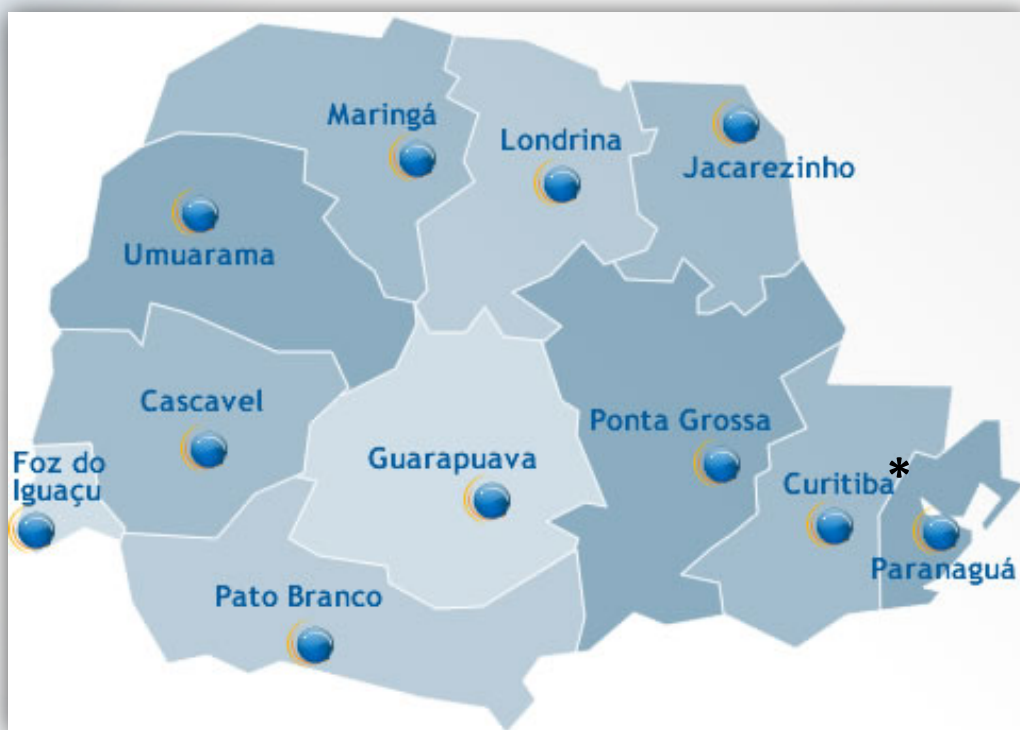 Maringá
Londrina
Jacarezinho
Umuarama
Cascavel
Ponta Grossa
Foz do
Iguaçu
Guarapuava
Curitiba*
Paranaguá
Pato Branco